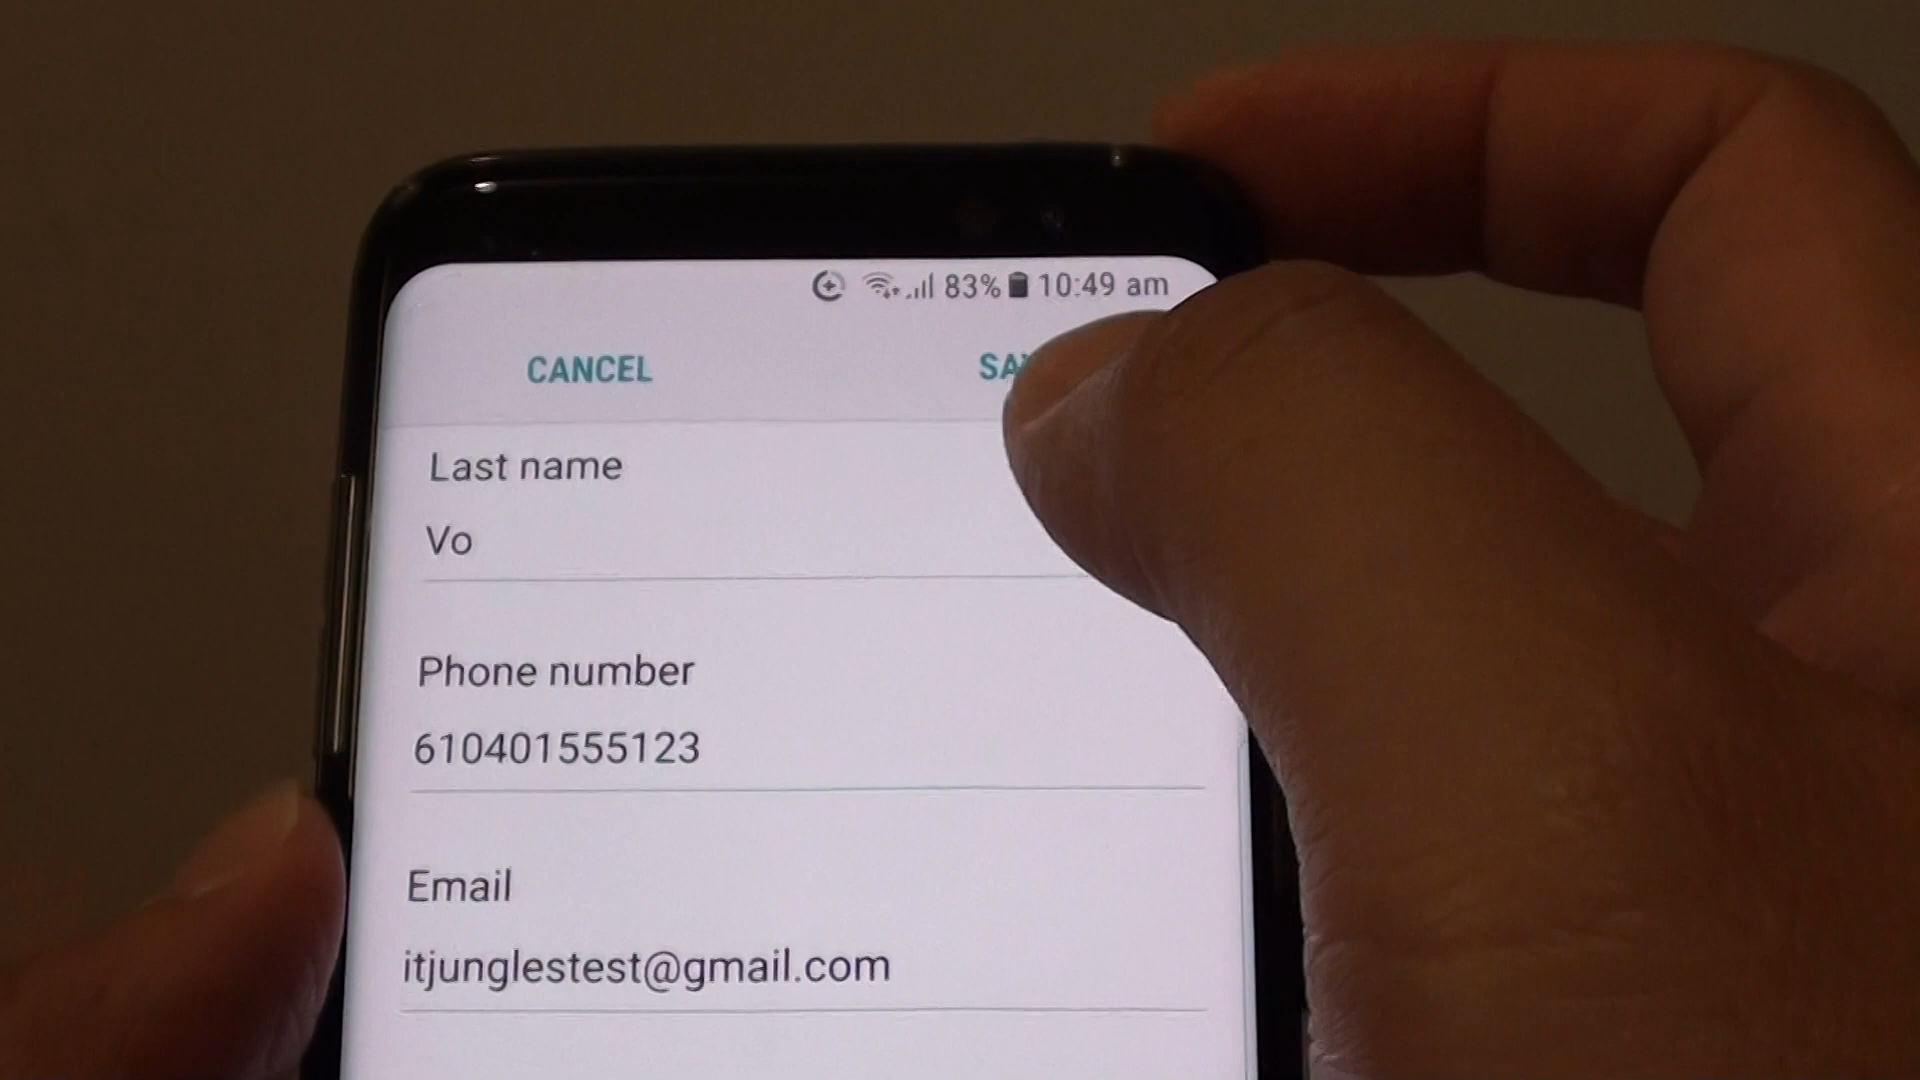 83% 10:49 am
CANCEL
Last name
Vo
Phone number
610401555123
Email
itjunglestest@gmail.com